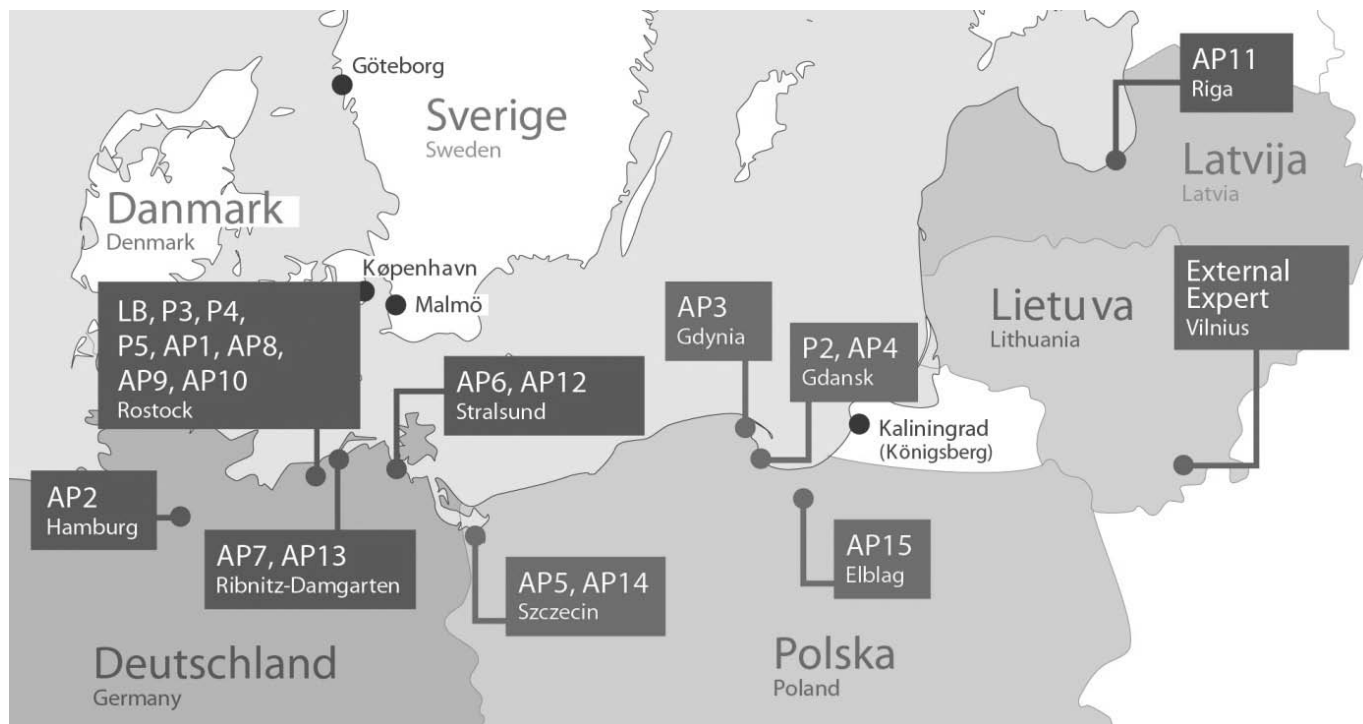 Göteborg
Sverige
Sweden
AP11
Riga
Latvija
Latvia
Danmark
Denmark
Køpenhavn
Malmö
LB, P3, P4,
P5, AP1, AP8,
AP9, AP10
Rostock
AP6, AP12
Stralsund
AP3
Gdynia
P2, AP4
Gdansk
Lietuva
Lithuania
External
Expert
Vilnius
Kaliningrad
(Königsberg)
AP2
Hamburg
AP7, AP13
Ribnitz-Damgarten
AP5, AP14
Szczecin
AP15
Elblag
Deutschland
Germany
Polska
Poland